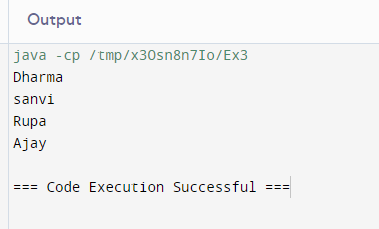 Output
java -cp /tmp/x3Osn8n7Io/Ex3
Dharma
sanvi
Rupa
Ajay
=== Code Execution Successful ===